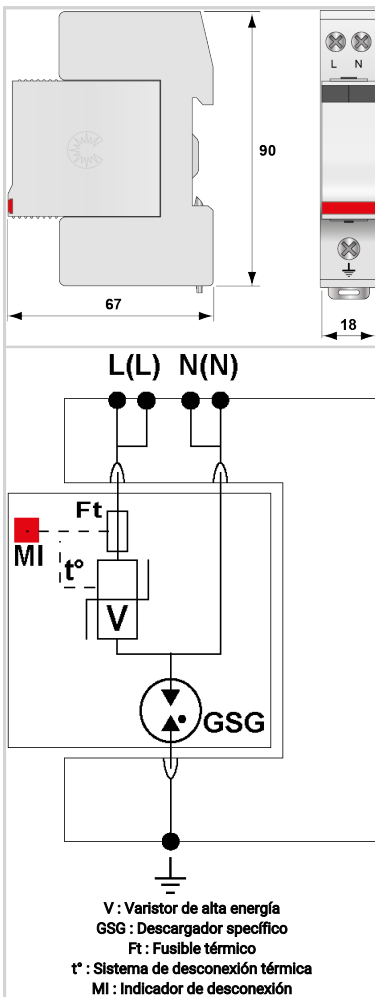 L N
90
67
18
L(L) N(N)
Ft
MI
t°
V
GSG
V : Varistor de alta energía
GSG : Descargador specífico
Ft : Fusible térmico
t° : Sistema de desconexión térmica
MI : Indicador de desconexión